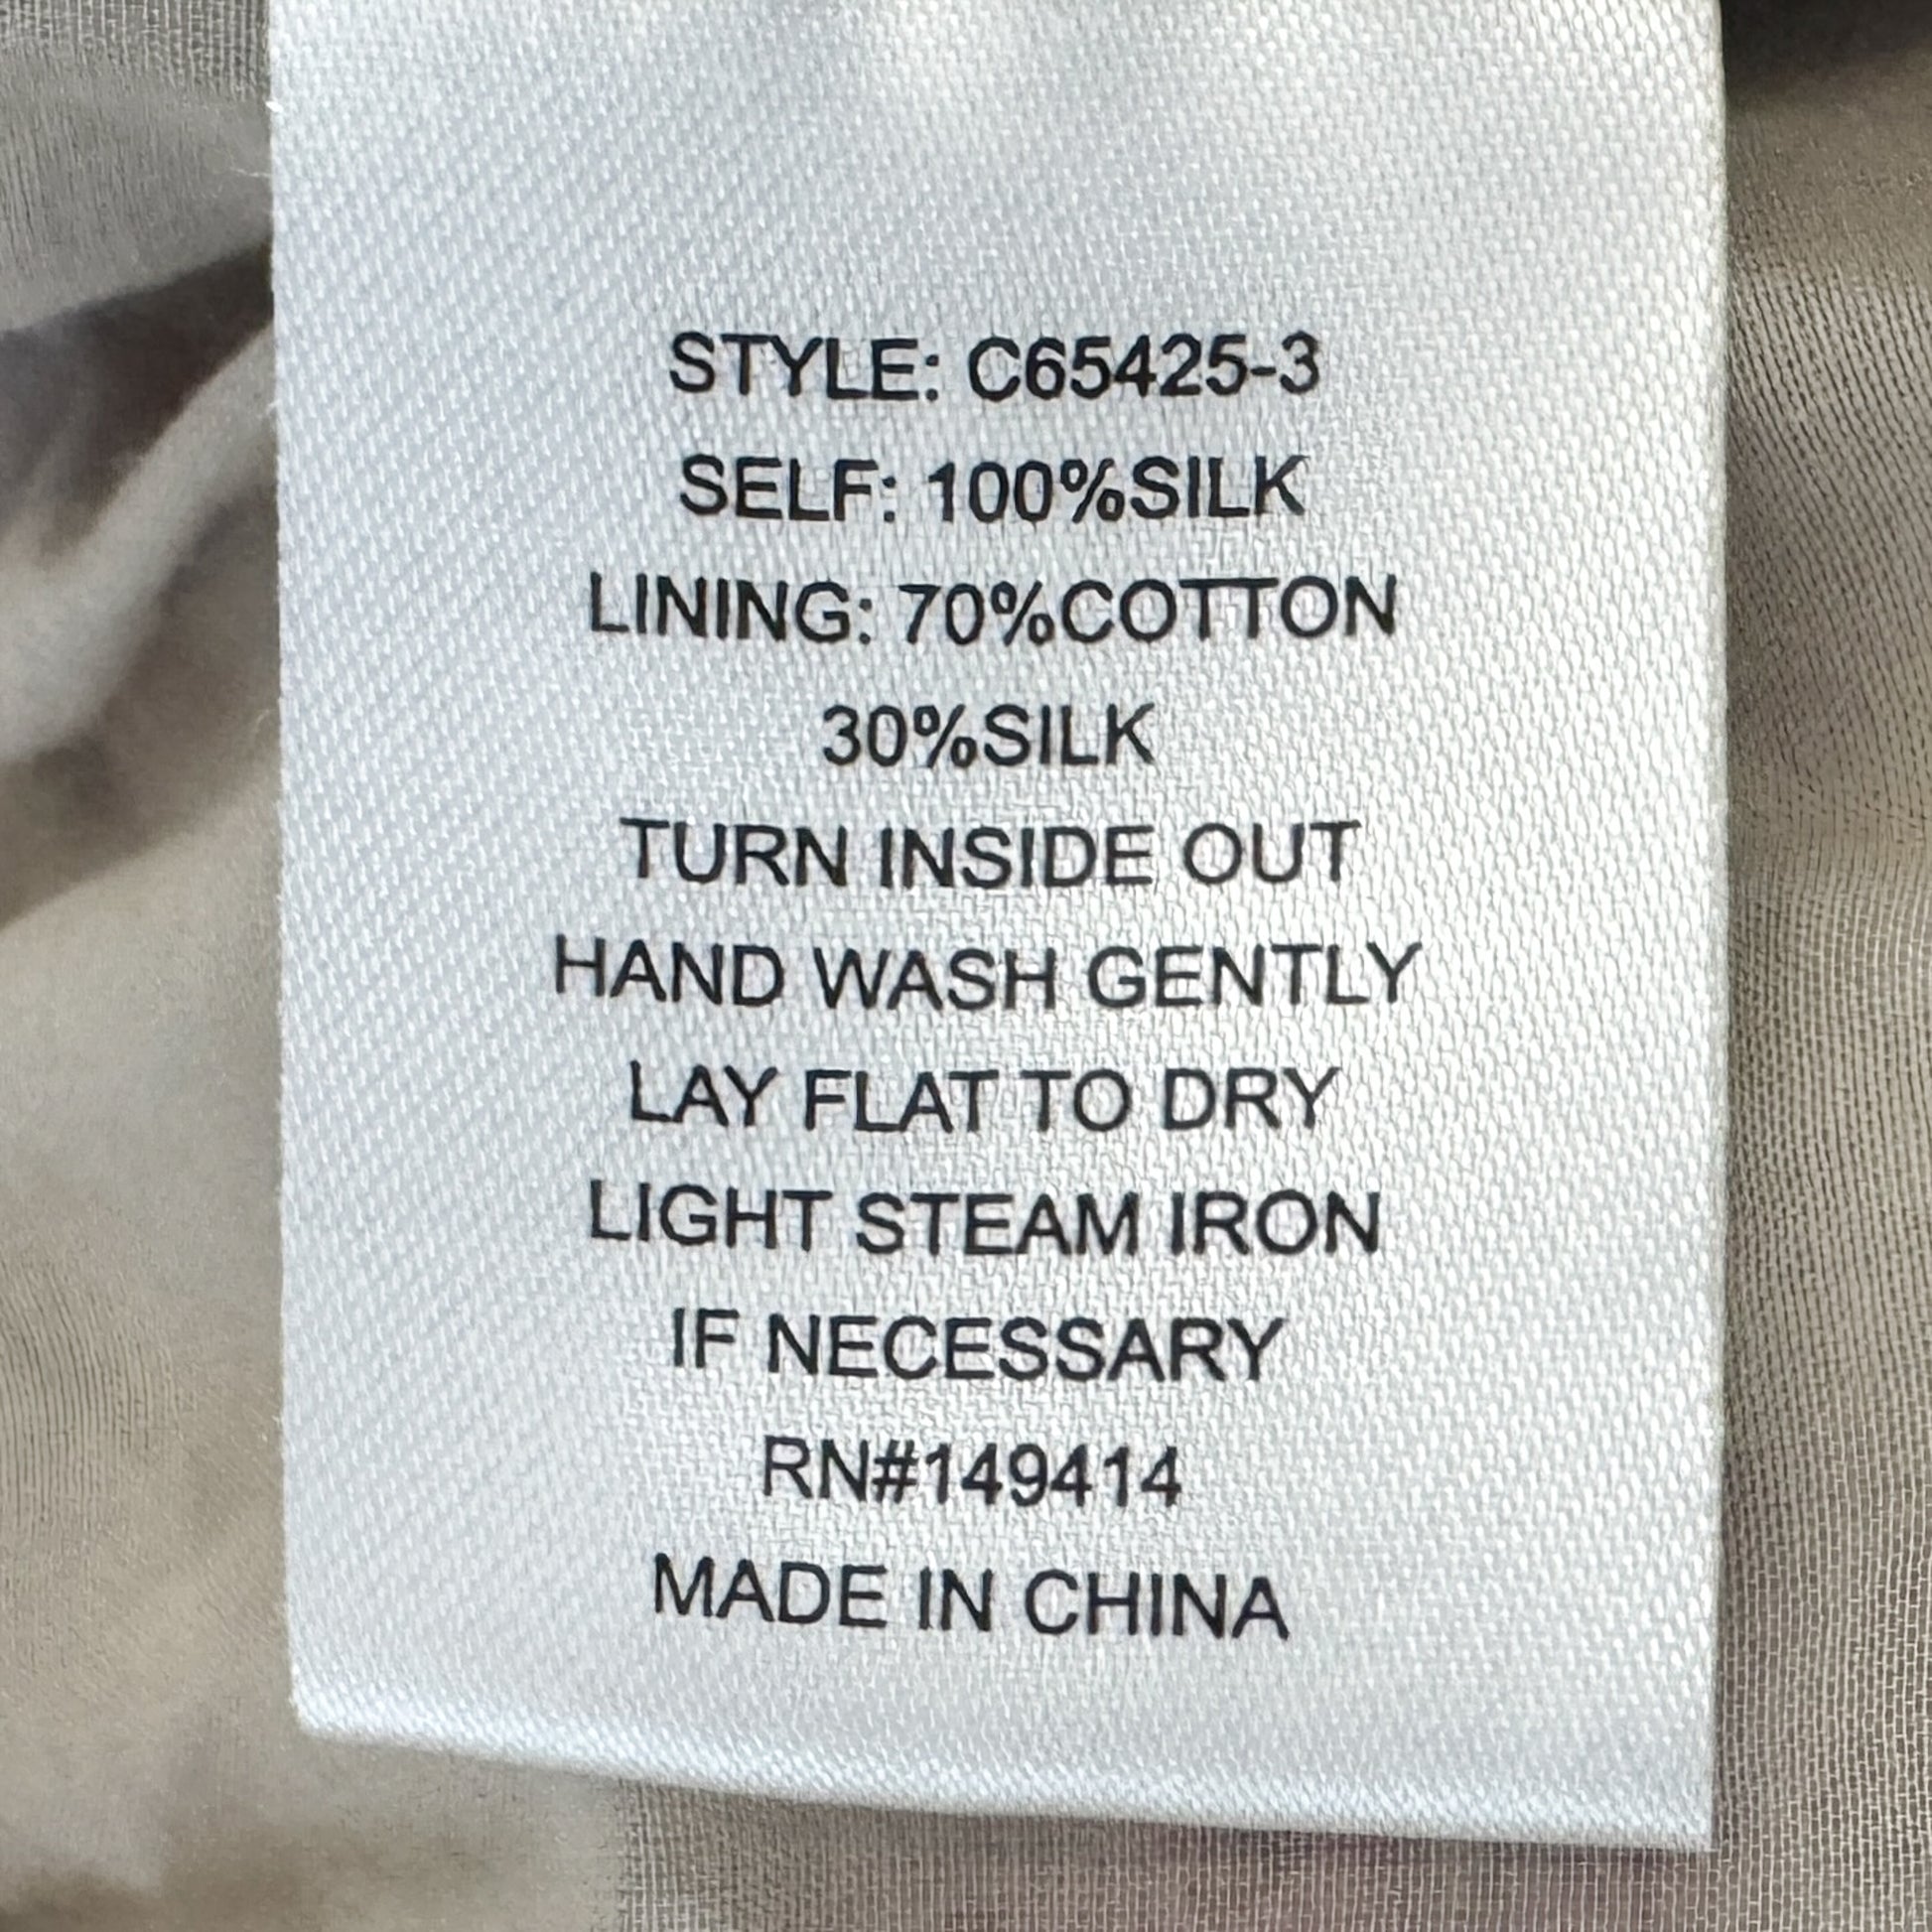 STYLE: C65425-3
SELF: 100%SILK
LINING: 70%COTTON
30%SILK
TURN INSIDE OUT
HAND WASH GENTLY
LAY FLAT TO DRY
LIGHT STEAM IRON
IF NECESSARY
RN#149414
MADE IN CHINA